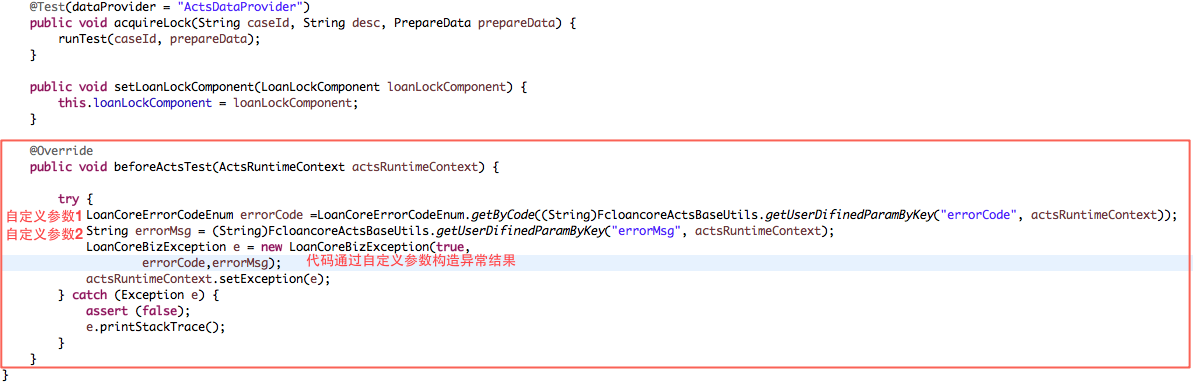 @Test(dataProvider = "ActsDataProvider")
public void acquireLock(String caseId, String desc, PrepareData prepareData) {
runTest(caseId, prepareData);
}
public void setLoanLockComponent(LoanLockComponent loanLockComponent) {
this.loanLockComponent = loanLockComponent;
}
@Override
public void beforeActsTest(ActsRuntimeContext actsRuntimeContext) {
try {
自定义参数1 LoanCoreErrorCodeEnum errorCode =LoanCoreErrorCodeEnum.getByCode((String)FcloancoreActsBaseUtils.getUserDifinedParamByKey("errorCode", actsRuntimeContext));
自定义参数2 String errorMsg = (String)FcloancoreActsBaseUtils.getUserDifinedParamByKey("errorMsg", actsRuntimeContext);
LoanCoreBizException e = new LoanCoreBizException(true,
errorCode,errorMsg); 代码通过自定义参数构造异常结果
actsRuntimeContext.setException(e);
} catch (Exception e) {
assert (false);
e.printStackTrace();
}
}
}